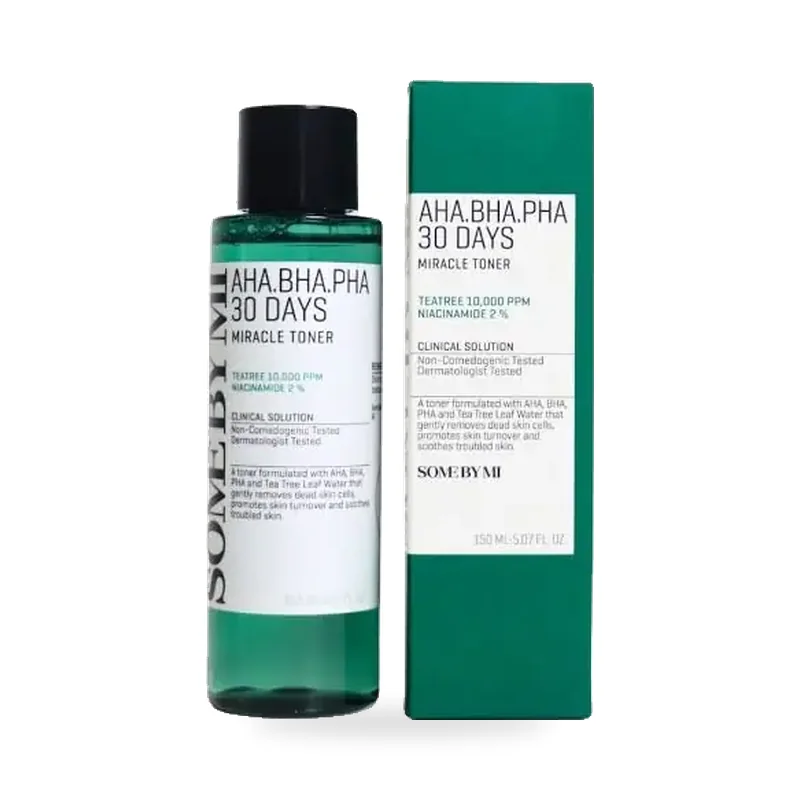 SOME BY MI
AHA.BHA.PHA
30 DAYS
MIRACLE TONER
TEATREE 10,000 PPM
NIACINAMIDE 2 %
CLINICAL SOLUTION
Non-Comedogenic Tested
Dermatologist Tested
A toner formulated with AHA, BHA,
PHA and Tea Tree Leaf Water that
gently removes dead skin cells,
promotes skin turnover and soothes
troubled skin.
AHA.BHA.PHA
30 DAYS
MIRACLE TONER
TEATREE 10,000 PPM
NIACINAMIDE 2 %
CLINICAL SOLUTION
Non-Comedogenic Tested
Dermatologist Tested
A toner formulated with AHA, BHA,
PHA and Tea Tree Leaf Water that
gently removes dead skin cells,
promotes skin turnover and
soothes troubled skin.
SOME BY MI
150 ML·5.07 FL. OZ.